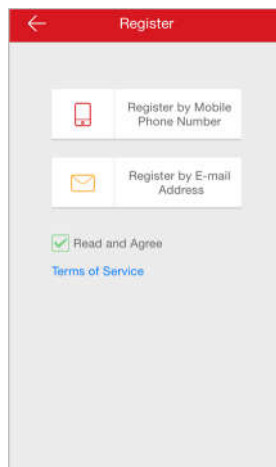 Register
Register by Mobile
Phone Number
Register by E-mail
Address
Read and Agree
Terms of Service